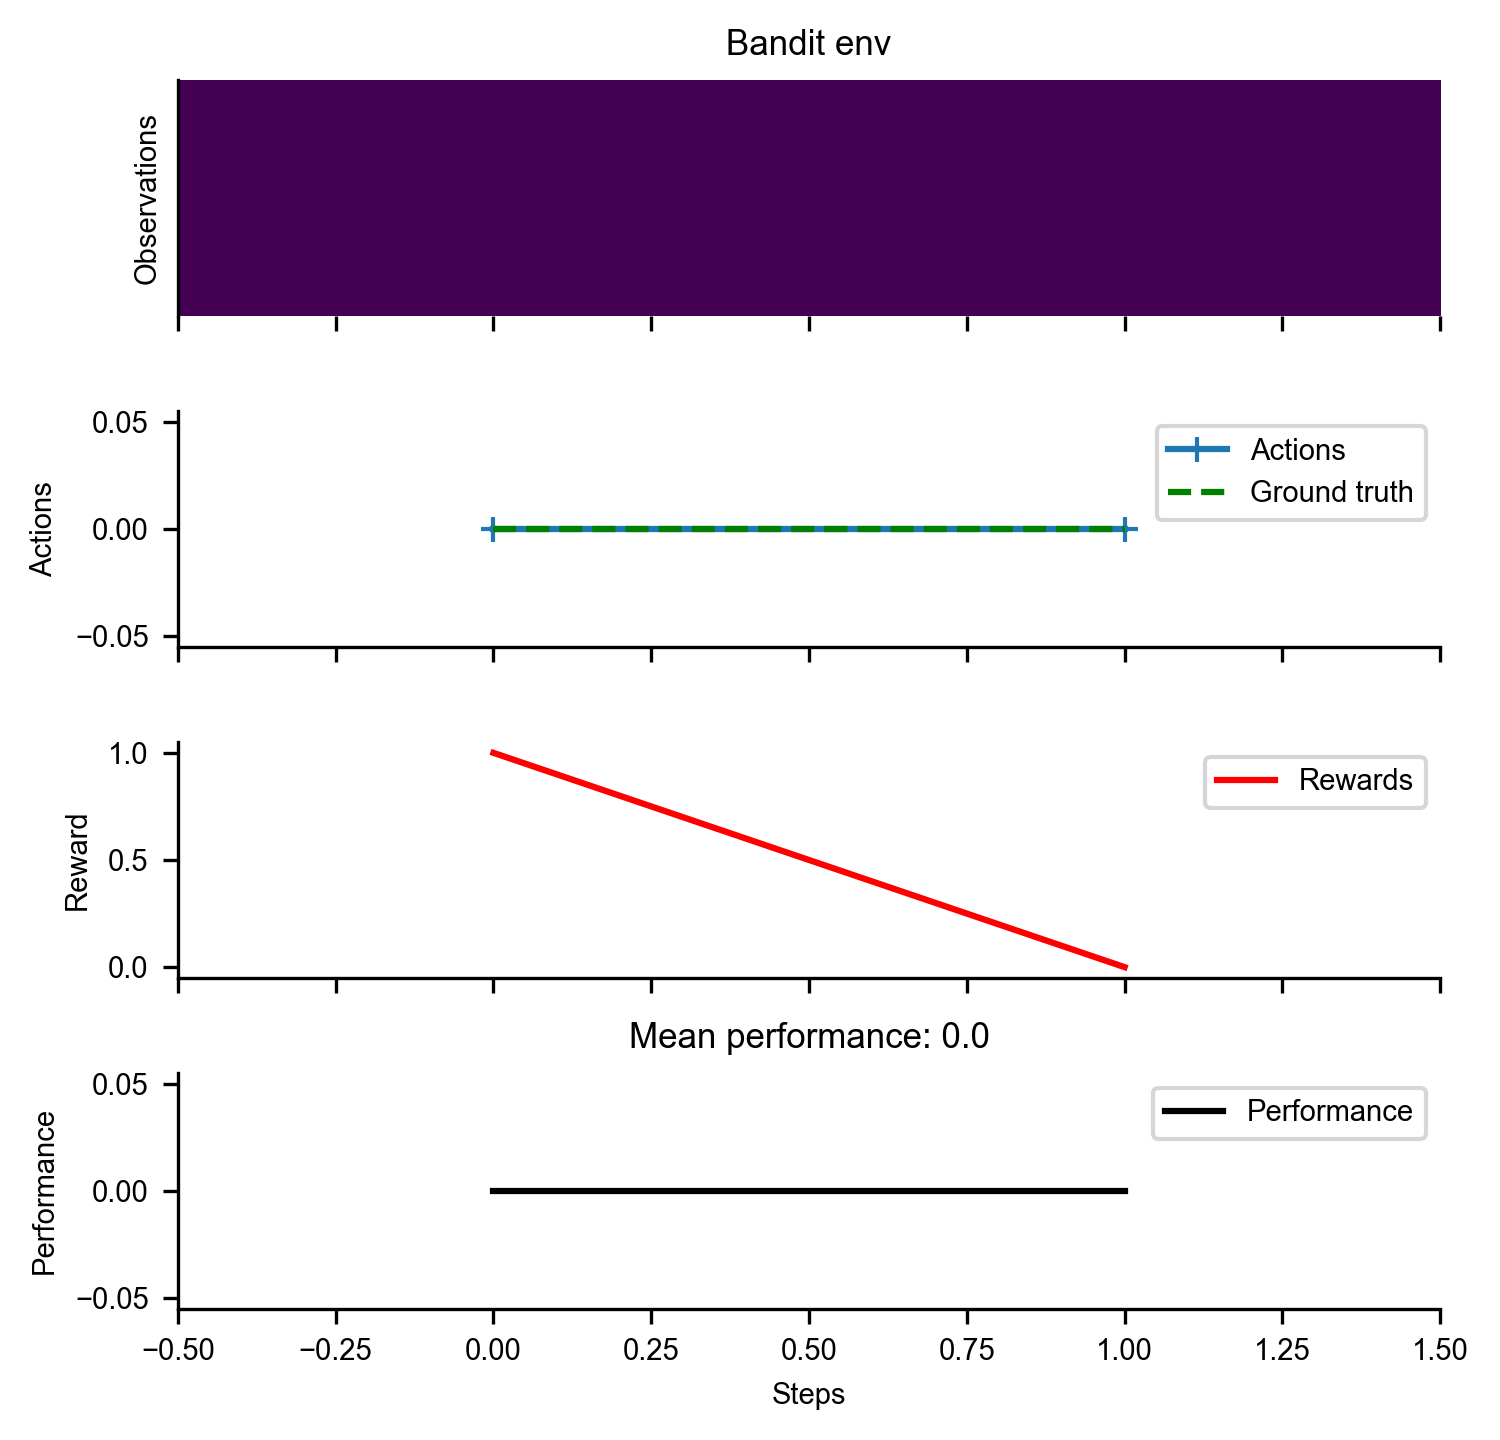 Bandit env
Observations
0.05
0.00
−0.05
Actions
Actions
Ground truth
1.0
0.5
0.0
Reward
Rewards
Mean performance: 0.0
0.05
0.00
−0.05
Performance
Performance
−0.50 −0.25 0.00 0.25 0.50 0.75 1.00 1.25 1.50
Steps